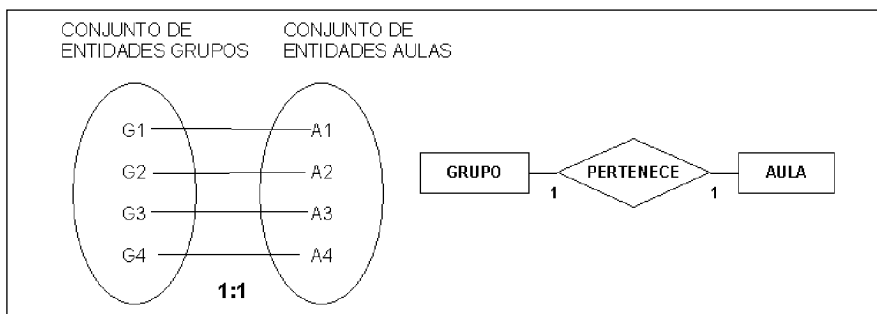 CONJUNTO DE
ENTIDADES GRUPOS
CONJUNTO DE
ENTIDADES AULAS
G1
A1
G2
A2
G3
A3
G4
A4
1:1
GRUPO
1
PERTENECE
1
AULA